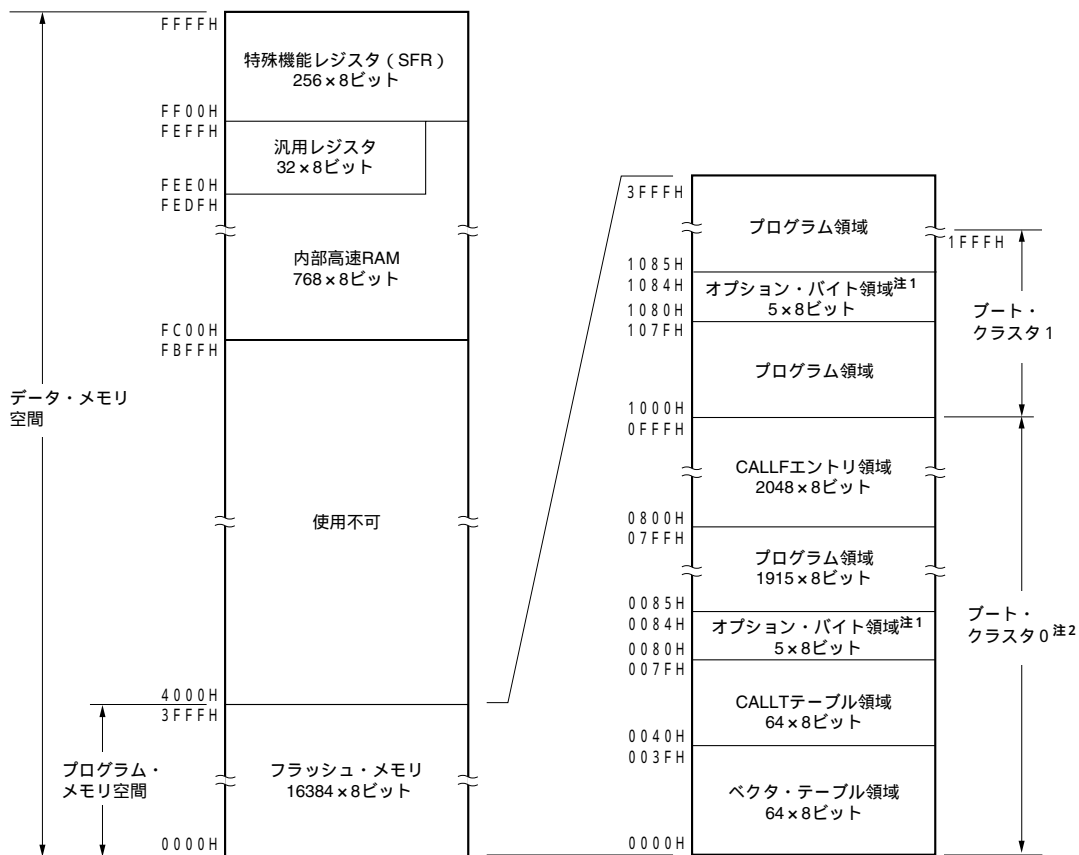 FFFFH
特殊機能レジスタ（SFR）
256×8ビット
FF00H
FEFFH
汎用レジスタ
32×8ビット
FEE0H
FEDFH
内部高速RAM
768×8ビット
FC00H
FBFFH
データ・メモリ
空間
使用不可
4000H
3FFFH
プログラム・
メモリ空間
フラッシュ・メモリ
16384×8ビット
0000H
3FFFH
プログラム領域
1FFFH
1085H
1084H
オプション・バイト領域注1
5×8ビット
1080H
107FH
ブート・
クラスタ1
プログラム領域
1000H
0FFFH
CALLFエントリ領域
2048×8ビット
0800H
07FFH
プログラム領域
1915×8ビット
0085H
0084H
オプション・バイト領域注1
5×8ビット
0080H
007FH
ブート・
クラスタ0注2
CALLTテーブル領域
64×8ビット
0040H
003FH
ベクタ・テーブル領域
64×8ビット
0000H